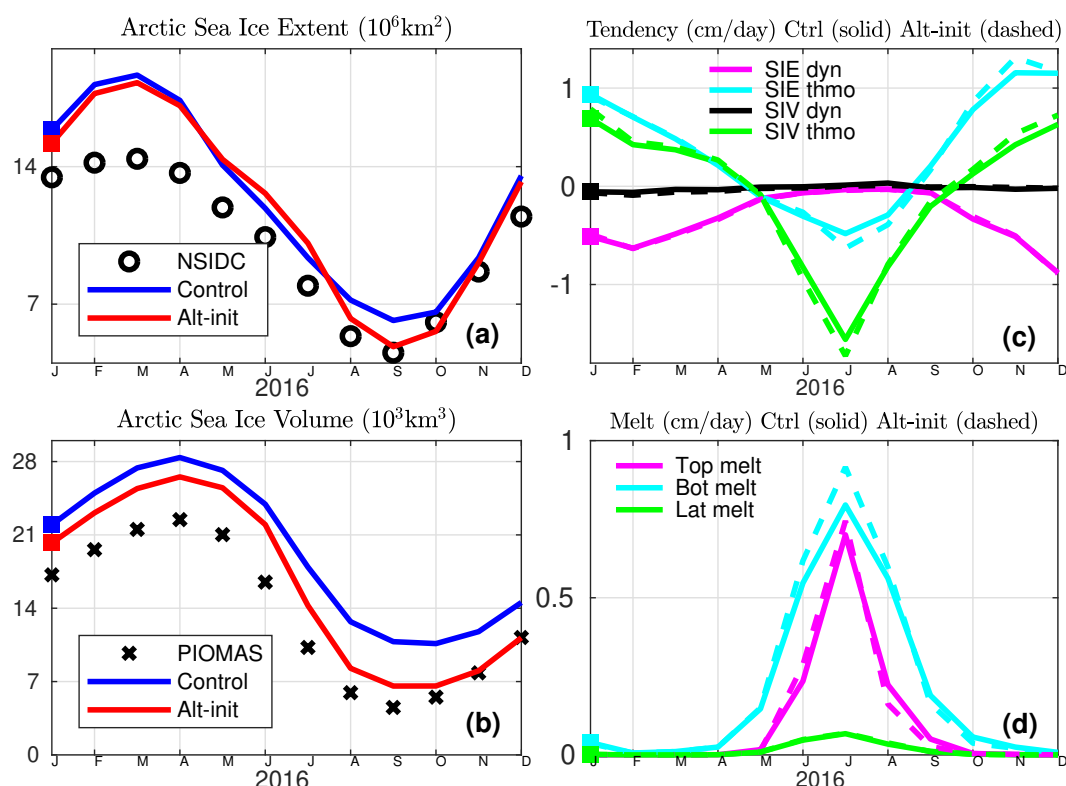 Arctic Sea Ice Extent (10⁶km²)
14
7
NSIDC
Control
Alt-init
(a)
J F M A M J J A S O N D
2016
Arctic Sea Ice Volume (10³km³)
28
21
14
7
0
PIOMAS
Control
Alt-init
(b)
J F M A M J J A S O N D
2016
Tendency (cm/day) Ctrl (solid) Alt-init (dashed)
1
0
-1
SIE dyn
SIE thmo
SIV dyn
SIV thmo
(c)
J F M A M J J A S O N D
2016
Melt (cm/day) Ctrl (solid) Alt-init (dashed)
1
0.5
0
Top melt
Bot melt
Lat melt
(d)
J F M A M J J A S O N D
2016